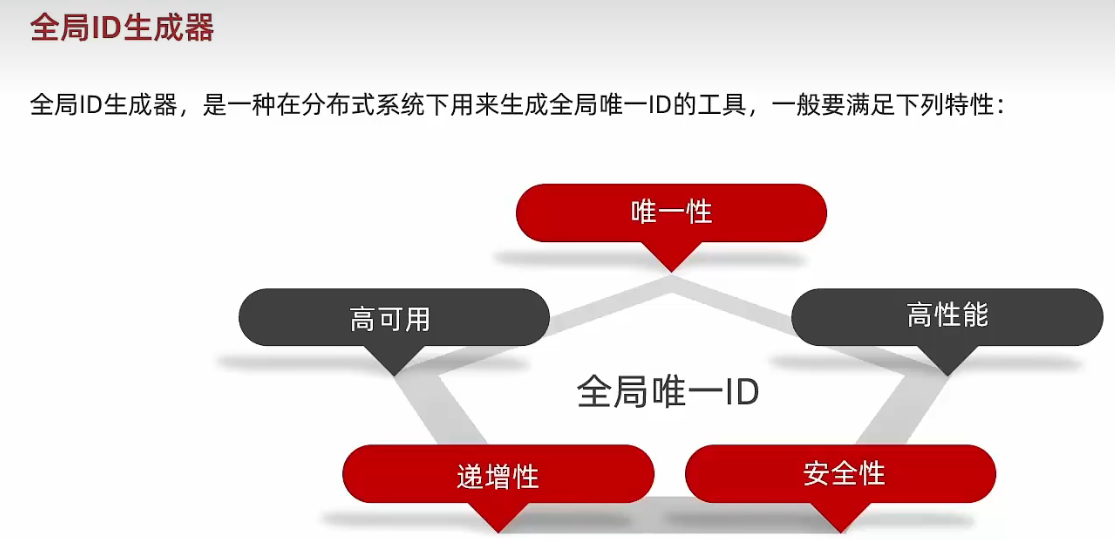 全局ID生成器
全局ID生成器，是一种在分布式系统下用来生成全局唯一ID的工具，一般要满足下列特性：
唯一性
高可用
高性能
全局唯一ID
递增性
安全性